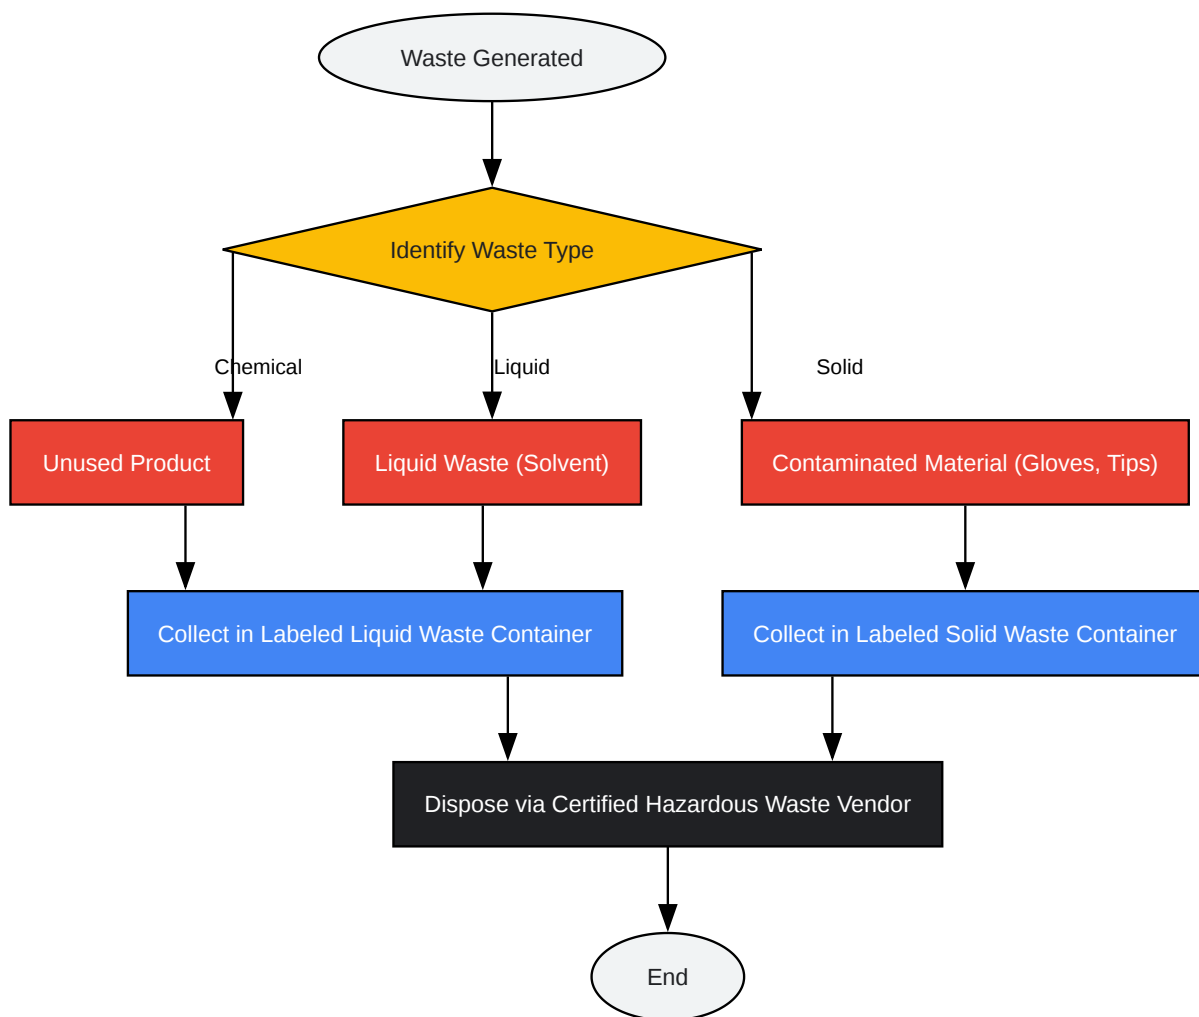 Waste Generated
Identify Waste Type
Chemical
Liquid
Solid
Unused Product
Liquid Waste (Solvent)
Contaminated Material (Gloves, Tips)
Collect in Labeled Liquid Waste Container
Collect in Labeled Solid Waste Container
Dispose via Certified Hazardous Waste Vendor
End